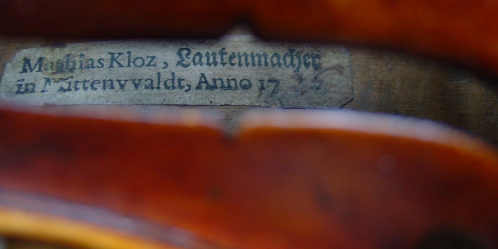 Mathias Kloz, Lautenmacher
in Mittenvvaldt, Anno 17